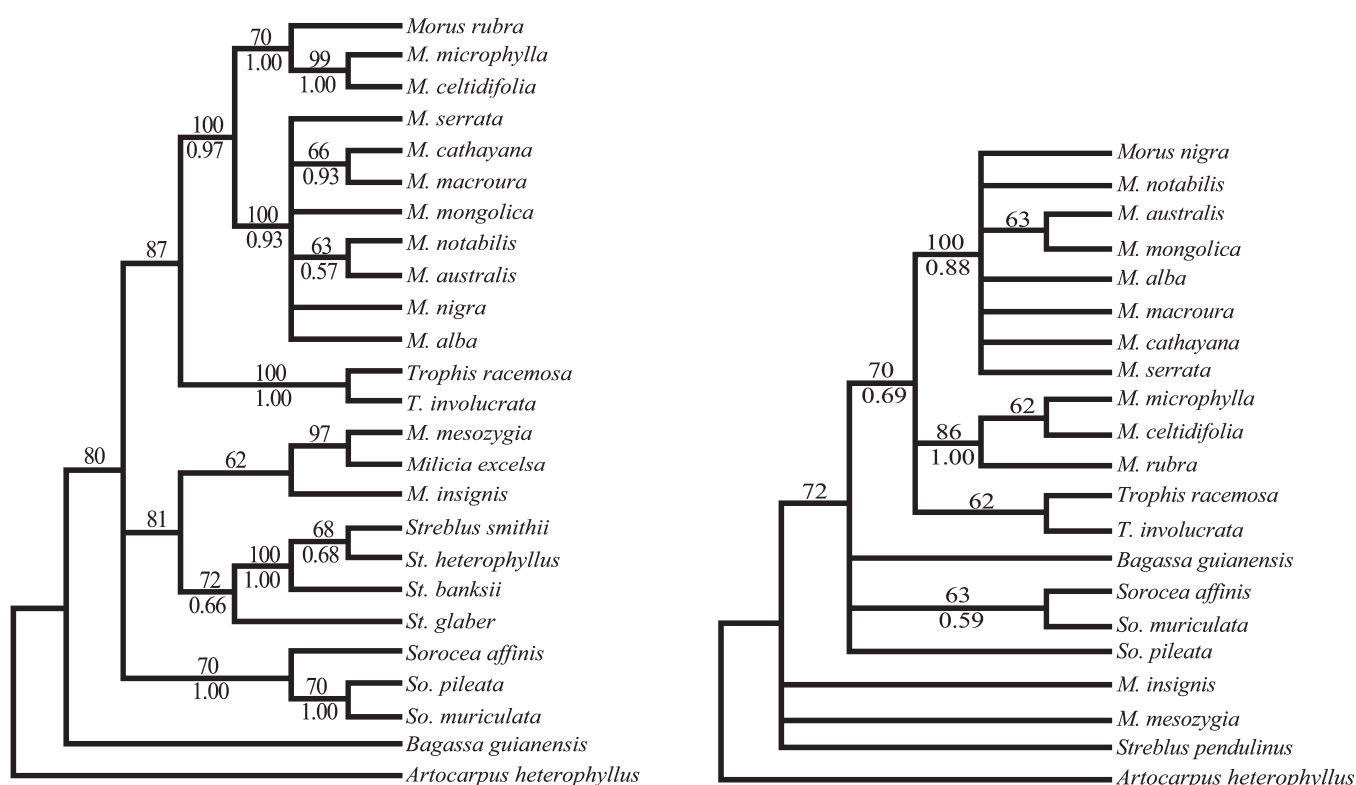 Morus rubra
70
1.00
99
1.00
M. microphylla
M. celtidifolia
100
0.97
M. serrata
66
0.93
M. cathayana
M. macroura
100
0.93
M. mongolica
63
0.57
M. notabilis
M. australis
M. nigra
M. alba
87
100
1.00
Trophis racemosa
T. involucrata
80
62
97
M. mesozygia
Milicia excelsa
M. insignis
81
68
0.68
Streblus smithii
St. heterophyllus
100
1.00
St. banksii
72
0.66
St. glaber
70
1.00
Sorocea affinis
70
1.00
So. pileata
So. muriculata
Bagassa guianensis
Artocarpus heterophyllus
Morus nigra
M. notabilis
63
M. australis
M. mongolica
100
0.88
M. alba
M. macroura
M. cathayana
M. serrata
70
0.69
62
M. microphylla
M. celtidifolia
86
1.00
M. rubra
72
62
Trophis racemosa
T. involucrata
Bagassa guianensis
63
0.59
Sorocea affinis
So. muriculata
So. pileata
M. insignis
M. mesozygia
Streblus pendulinus
Artocarpus heterophyllus